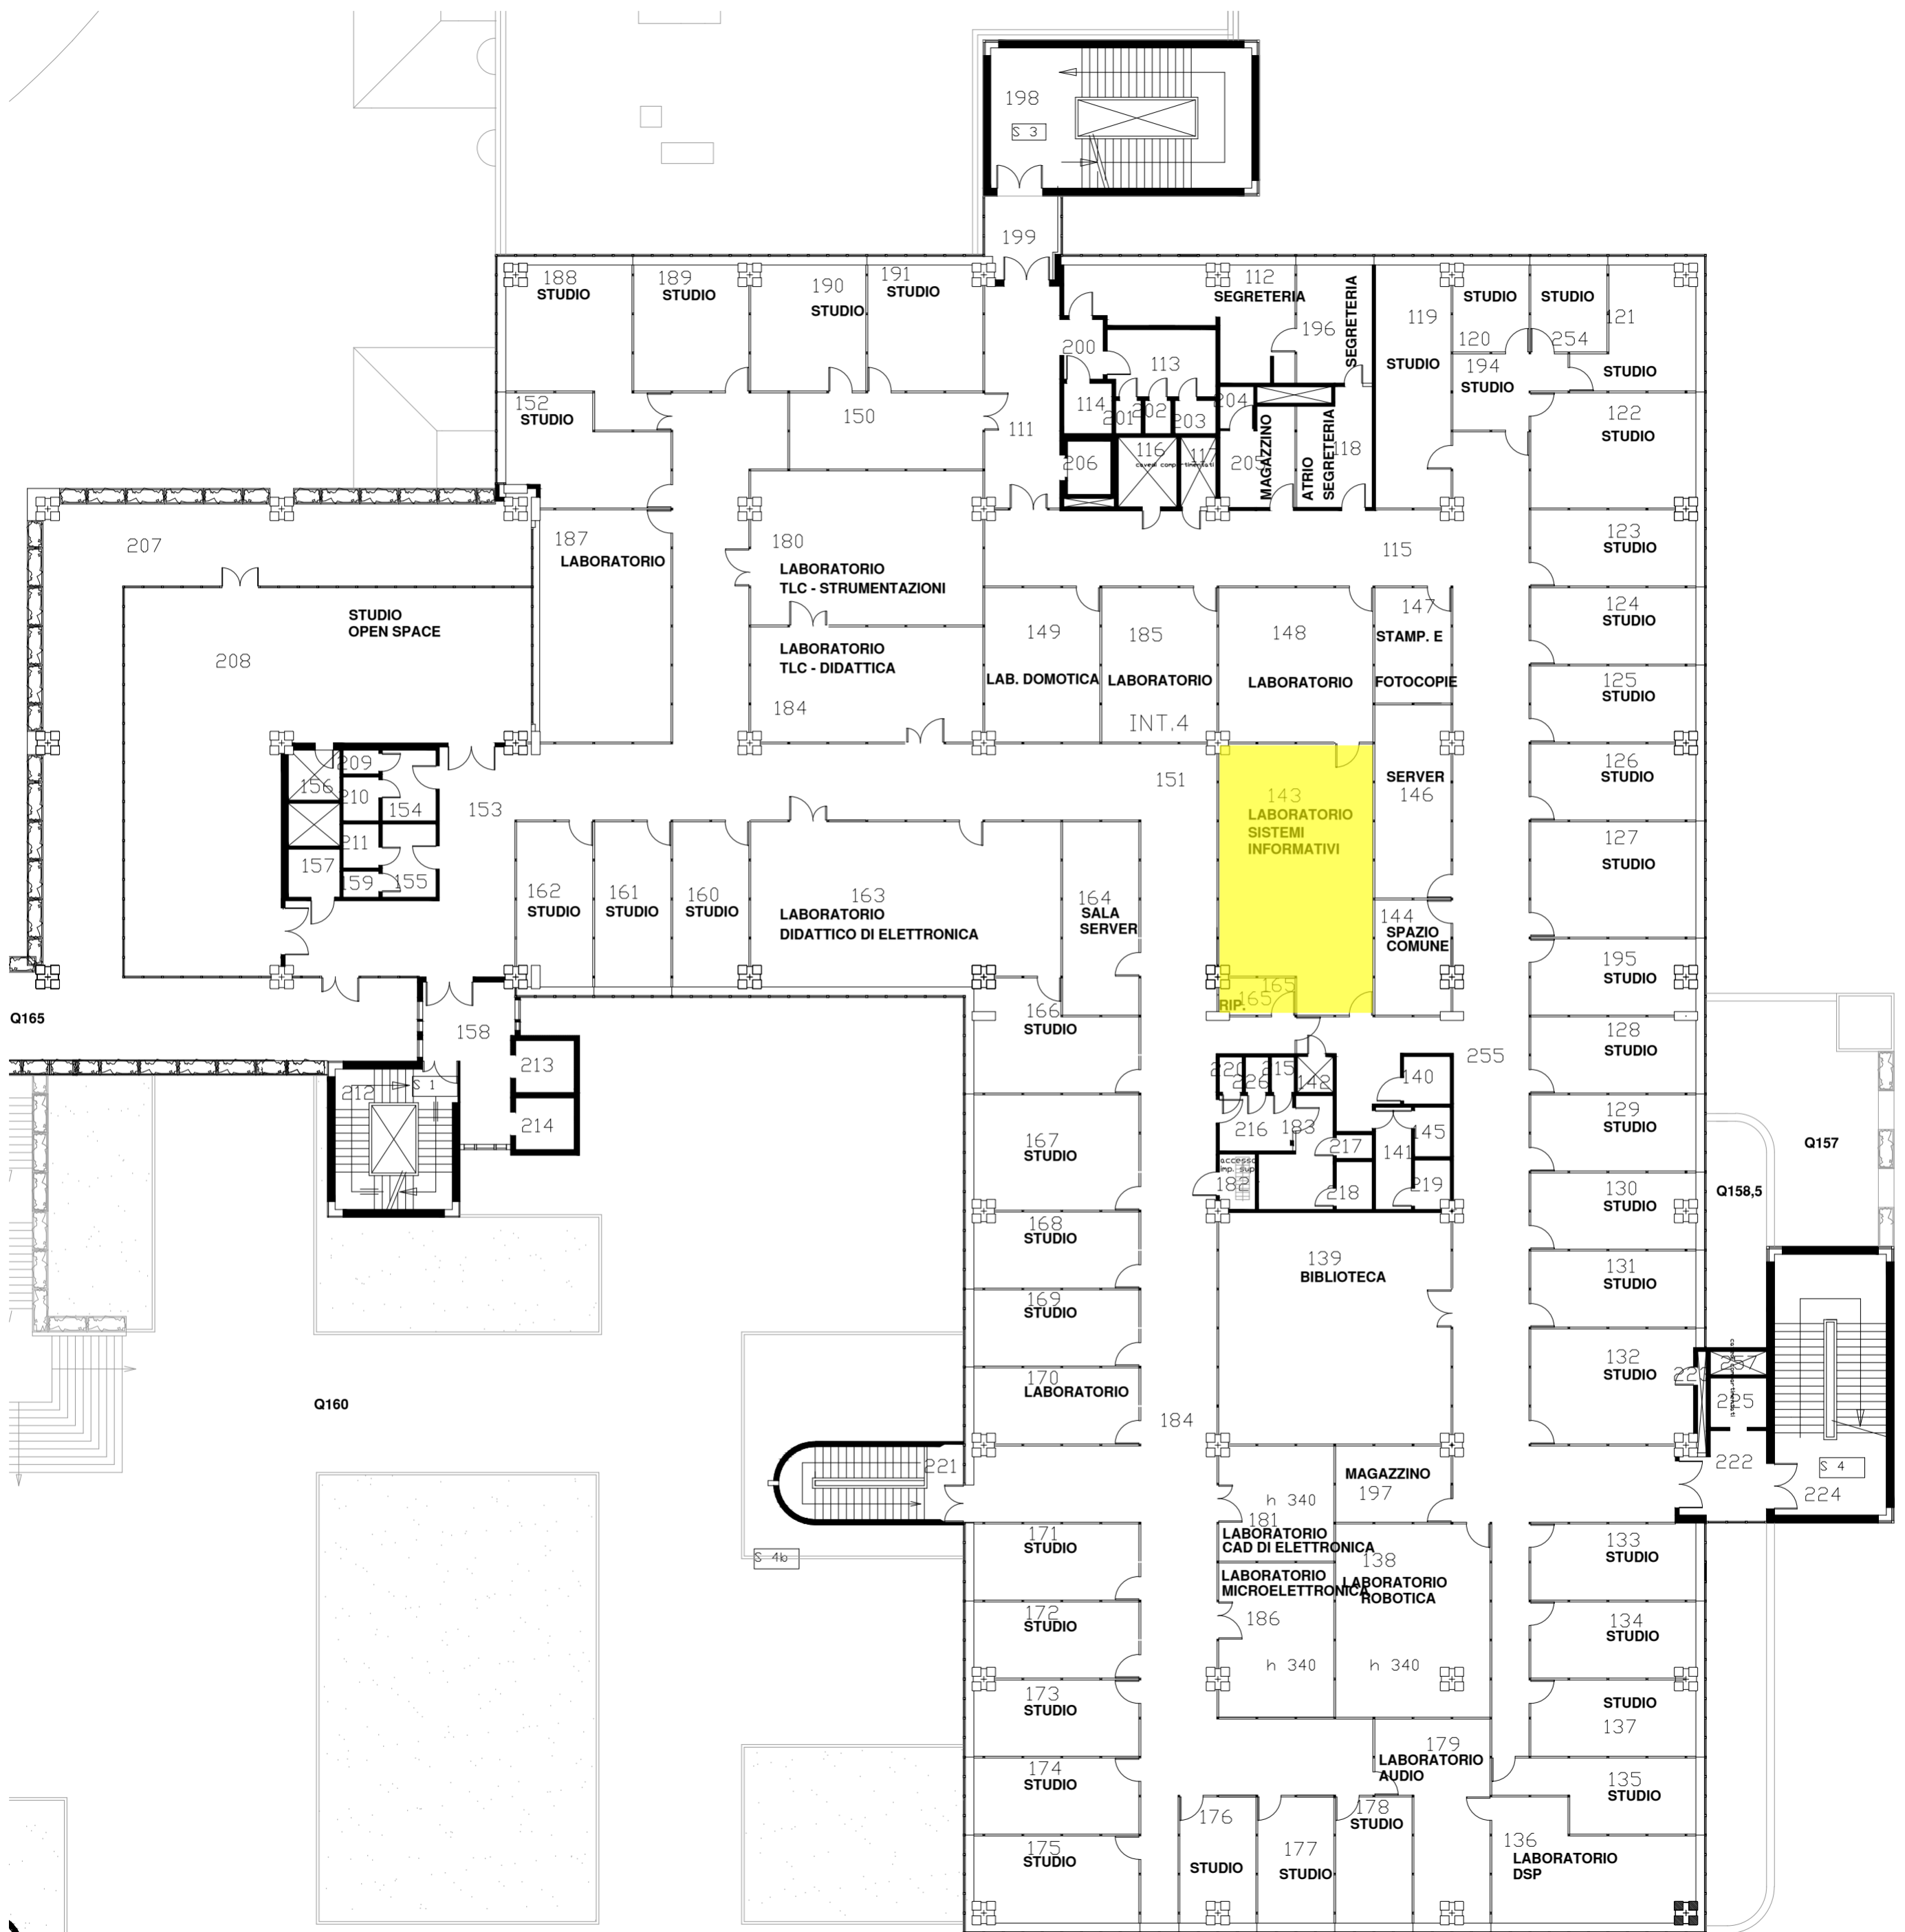 198
S 3
199
188
STUDIO
189
STUDIO
190
STUDIO
191
STUDIO
112
SEGRETERIA
196
SEGRETERIA
119
STUDIO
STUDIO
120
STUDIO
254
121
STUDIO
194
STUDIO
200
113
114
201
202
203
204
152
STUDIO
150
111
206
116
117
205
MAGAZZINO
ATRIO
SEGRETERIA
118
122
STUDIO
207
187
LABORATORIO
180
LABORATORIO
TLC - STRUMENTAZIONI
115
123
STUDIO
STUDIO
OPEN SPACE
208
LABORATORIO
TLC - DIDATTICA
184
149
LAB. DOMOTICA
185
LABORATORIO
INT.4
148
LABORATORIO
147
STAMP. E
FOTOCOPIE
124
STUDIO
125
STUDIO
156
209
210
154
153
211
157
159
155
151
143
LABORATORIO
SISTEMI
INFORMATIVI
SERVER
146
126
STUDIO
127
STUDIO
162
STUDIO
161
STUDIO
160
STUDIO
163
LABORATORIO
DIDATTICO DI ELETTRONICA
164
SALA
SERVER
144
SPAZIO
COMUNE
195
STUDIO
Q165
158
213
214
212
S 1
166
STUDIO
165
165
RIP.
255
128
STUDIO
220
226
215
142
140
216
183
217
141
145
accesso
imp. sup
182
218
219
167
STUDIO
129
STUDIO
Q157
130
STUDIO
Q158,5
168
STUDIO
139
BIBLIOTECA
131
STUDIO
169
STUDIO
170
LABORATORIO
132
STUDIO
225
Q160
184
221
222
S 4
224
MAGAZZINO
197
h 340
181
LABORATORIO
CAD DI ELETTRONICA
S 4b
171
STUDIO
138
LABORATORIO
ROBOTICA
LABORATORIO
MICROELETTRONICA
186
h 340
h 340
133
STUDIO
172
STUDIO
134
STUDIO
173
STUDIO
STUDIO
137
174
STUDIO
179
LABORATORIO
AUDIO
135
STUDIO
175
STUDIO
176
STUDIO
177
STUDIO
178
STUDIO
136
LABORATORIO
DSP